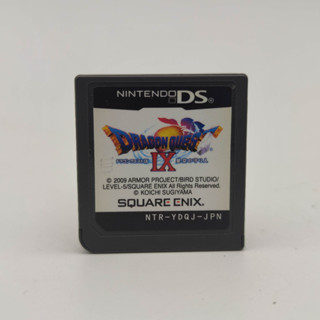 NINTENDO DS
DRAGON QUEST
IX
© 2009 ARMOR PROJECT/BIRD STUDIO/
LEVEL-5/SQUARE ENIX All Rights Reserved.
© KOICHI SUGIYAMA
SQUARE ENIX
NTR-YDQJ-JPN